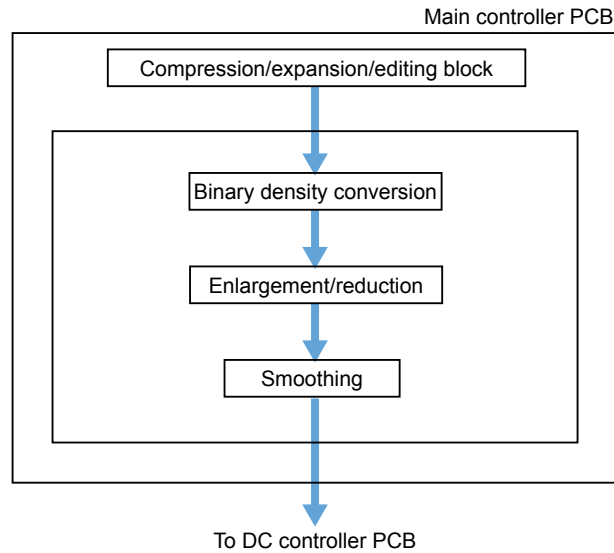 Main controller PCB
Compression/expansion/editing block
Binary density conversion
Enlargement/reduction
Smoothing
To DC controller PCB